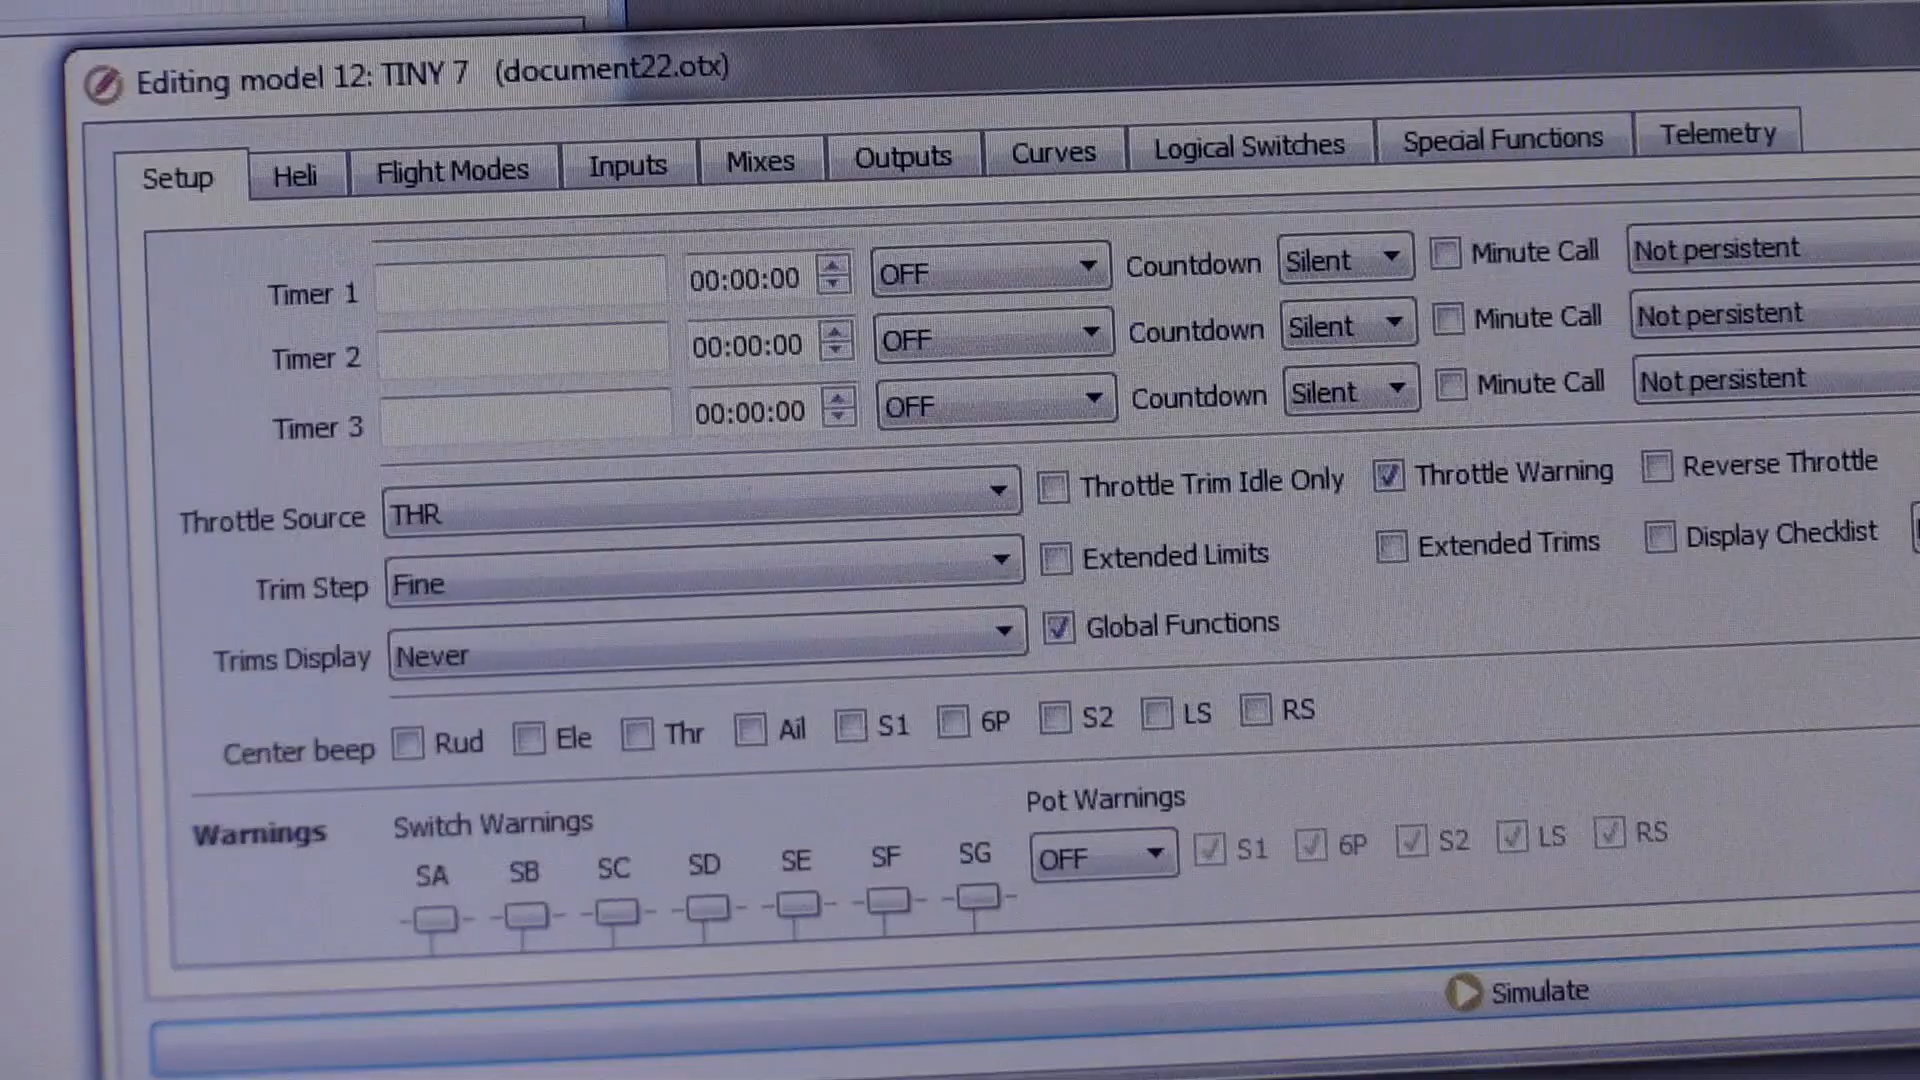 Editing model 12: TINY 7 (document22.otx)
Setup Heli Flight Modes Inputs Mixes Outputs Curves Logical Switches Special Functions Telemetry
Timer 1 00:00:00 OFF Countdown Silent Minute Call Not persistent
Timer 2 00:00:00 OFF Countdown Silent Minute Call Not persistent
Timer 3 00:00:00 OFF Countdown Silent Minute Call Not persistent
Throttle Source THR Throttle Trim Idle Only Throttle Warning Reverse Throttle
Trim Step Fine Extended Limits Extended Trims Display Checklist
Trims Display Never Global Functions
Center beep Rud Ele Thr Ail S1 6P S2 LS RS
Warnings Switch Warnings Pot Warnings
SA SB SC SD SE SF SG OFF S1 6P S2 LS RS
Simulate